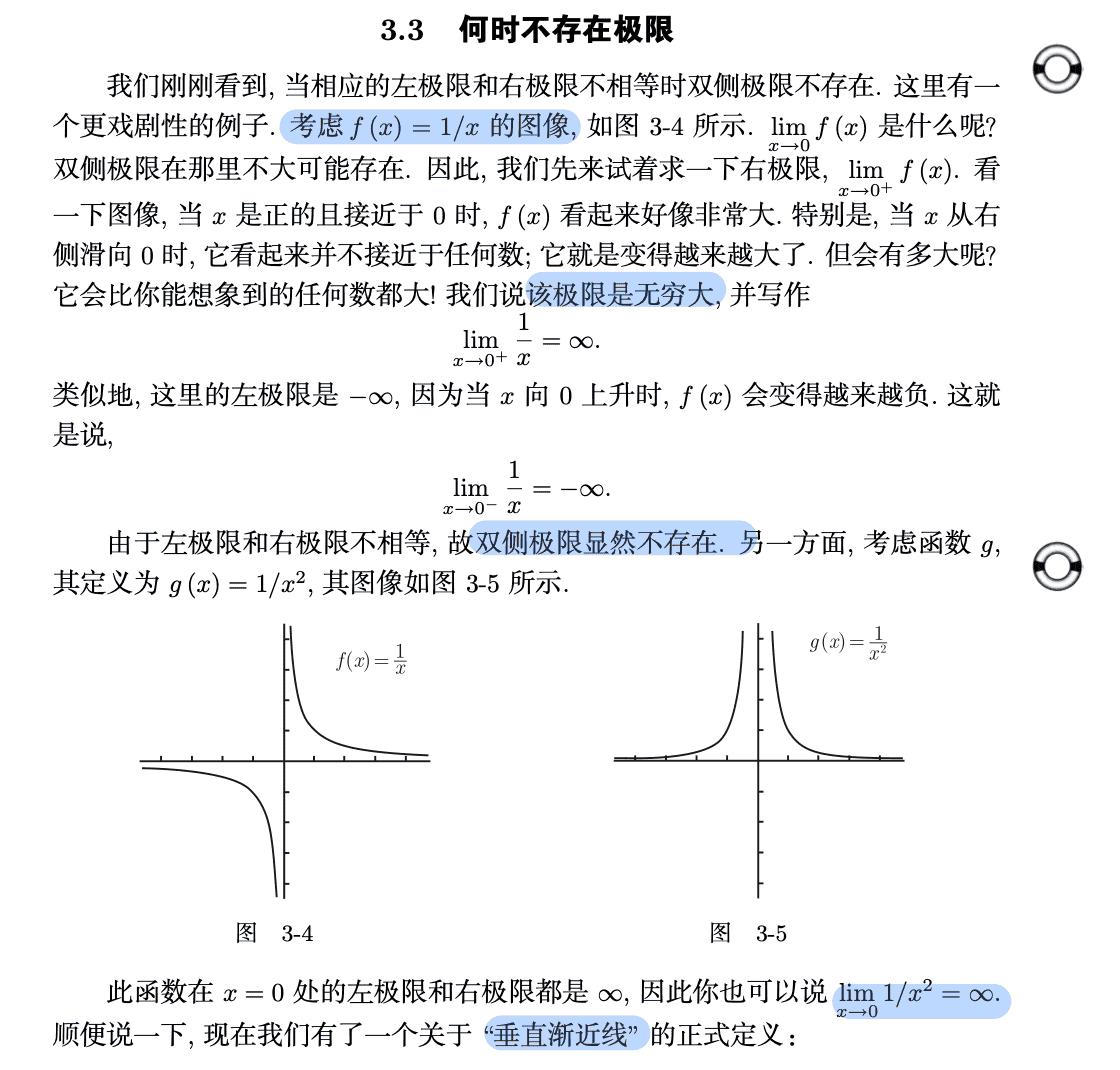 3.3 何时不存在极限
我们刚刚看到, 当相应的左极限和右极限不相等时双侧极限不存在. 这里有一
个更戏剧性的例子. 考虑 f (x) = 1/x 的图像, 如图 3-4 所示. lim_{x→0} f (x) 是什么呢?
双侧极限在那里不大可能存在. 因此, 我们先来试着求一下右极限, lim_{x→0⁺} f (x). 看
一下图像, 当 x 是正的且接近于 0 时, f (x) 看起来好像非常大. 特别是, 当 x 从右
侧滑向 0 时, 它看起来并不接近于任何数; 它就是变得越来越大了. 但会有多大呢?
它会比你能想象到的任何数都大! 我们说该极限是无穷大, 并写作
lim_{x→0⁺} 1/x = ∞.
类似地, 这里的左极限是 −∞, 因为当 x 向 0 上升时, f (x) 会变得越来越负. 这就
是说,
lim_{x→0⁻} 1/x = −∞.
由于左极限和右极限不相等, 故双侧极限显然不存在. 另一方面, 考虑函数 g,
其定义为 g (x) = 1/x², 其图像如图 3-5 所示.
f(x) = 1/x
g(x) = 1/x²
图 3-4
图 3-5
此函数在 x = 0 处的左极限和右极限都是 ∞, 因此你也可以说 lim_{x→0} 1/x² = ∞.
顺便说一下, 现在我们有了一个关于 “垂直渐近线” 的正式定义：